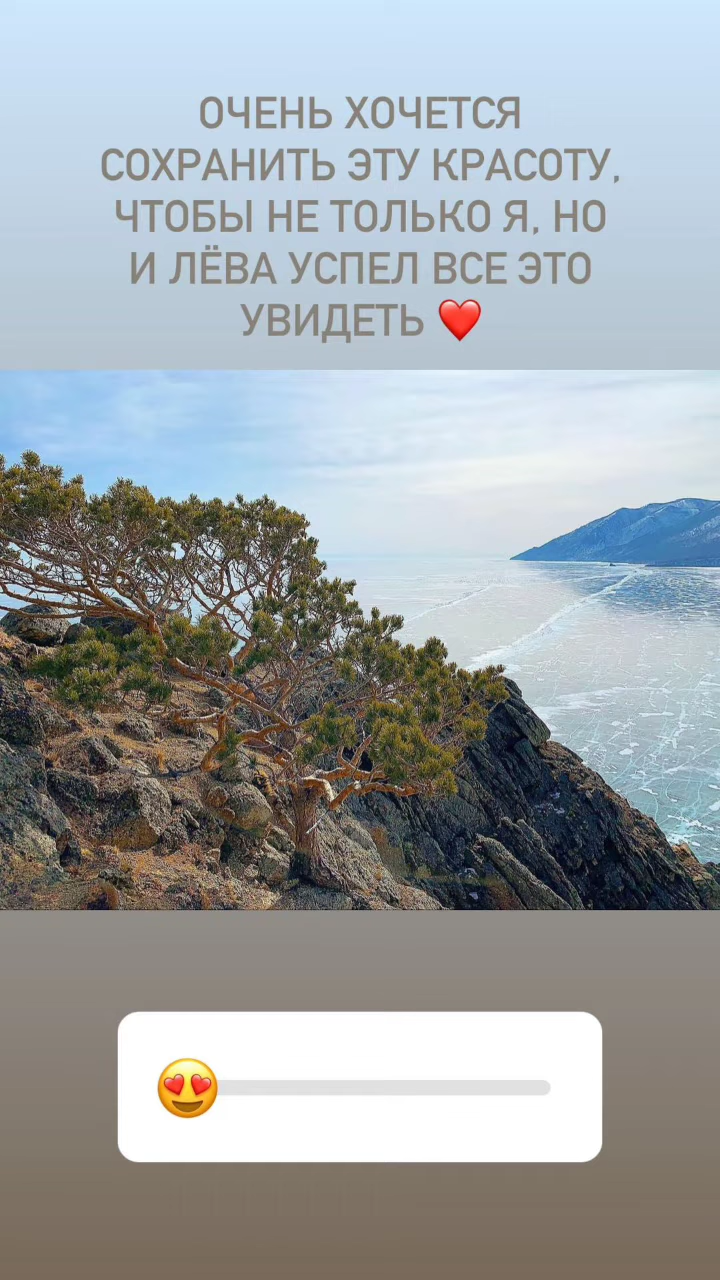 ОЧЕНЬ ХОЧЕТСЯ
СОХРАНИТЬ ЭТУ КРАСОТУ,
ЧТОБЫ НЕ ТОЛЬКО Я, НО
И ЛЁВА УСПЕЛ ВСЕ ЭТО
УВИДЕТЬ ❤️